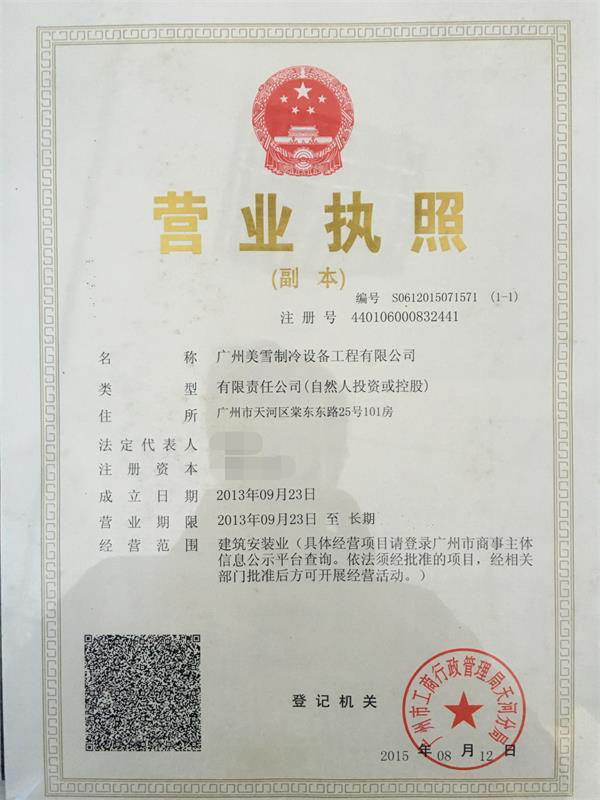 营业执照
(副本)
编号 S0612015071571 (1-1)
注册号 440106000832441
名称 广州美雪制冷设备工程有限公司
类型 有限责任公司(自然人投资或控股)
住所 广州市天河区棠东东路25号101房
法定代表人
注册资本
成立日期 2013年09月23日
营业期限 2013年09月23日 至 长期
经营范围 建筑安装业（具体经营项目请登录广州市商事主体
信息公示平台查询。依法须经批准的项目，经相关
部门批准后方可开展经营活动。）
登记机关
广州市工商行政管理局天河分局
2015 年 08 月 12 日